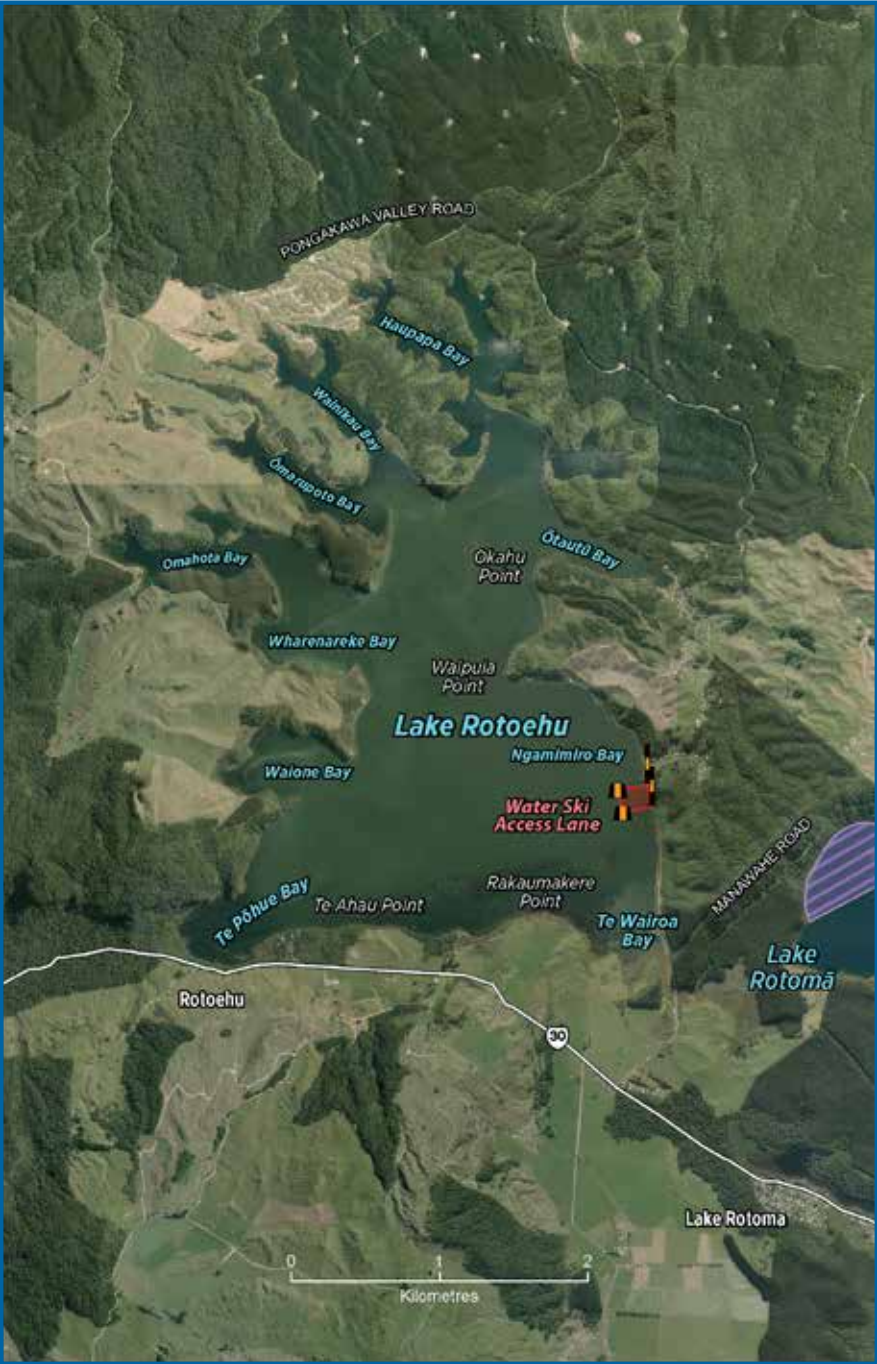 PONGAKAWA VALLEY ROAD
Haupapa Bay
Wainikau Bay
Ōmarupoto Bay
Omahota Bay
Ōtautū Bay
Okahu
Point
Wharenareke Bay
Waipuia
Point
Lake Rotoehu
Ngamimiro Bay
Waione Bay
Water Ski
Access Lane
MANAWAHE ROAD
Rakaumakere
Point
Te Pōhue Bay
Te Ahau Point
Te Wairoa
Bay
Lake
Rotomā
Rotoehu
30
Lake Rotoma
0 1 2
Kilometres